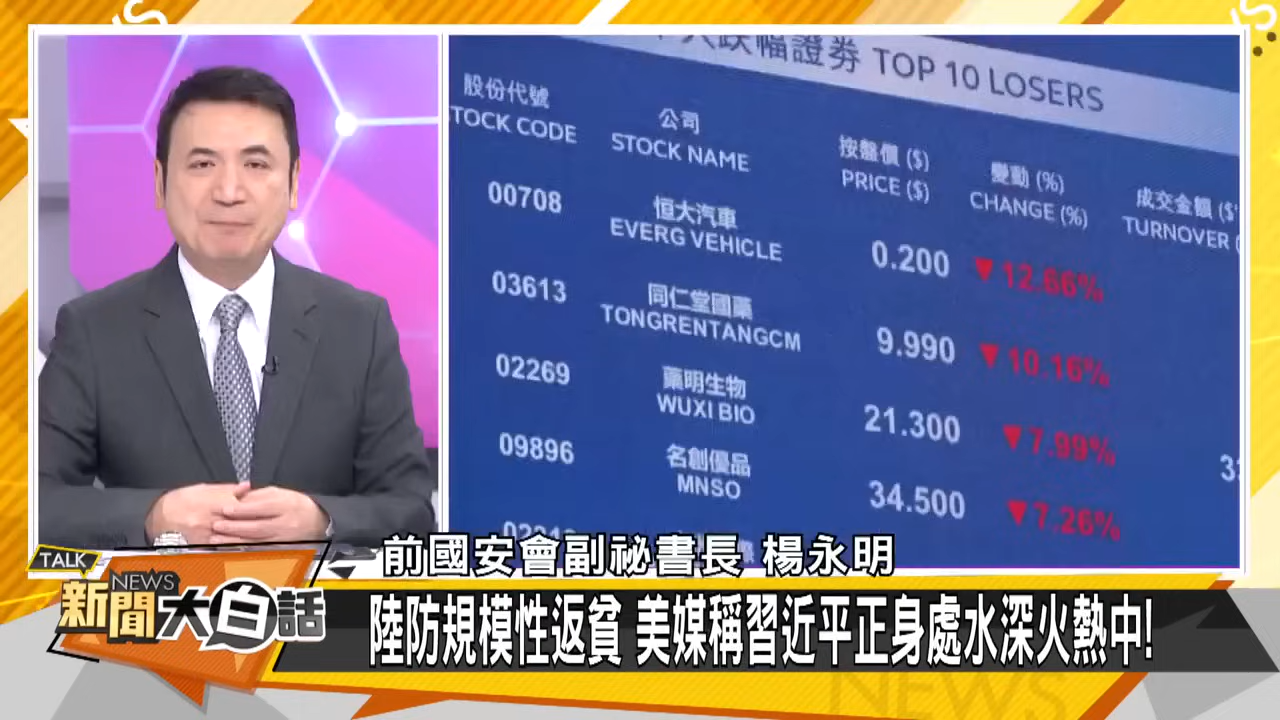 大跌幅證券 TOP 10 LOSERS
股份代號
STOCK CODE
公司
STOCK NAME
按盤價 ($)
PRICE ($)
變動 (%)
CHANGE (%)
成交金額 ($
TURNOVER (
00708
恒大汽車
EVERG VEHICLE
0.200
▼12.66%
03613
同仁堂國藥
TONGRENTANGCM
9.990
▼10.16%
02269
藥明生物
WUXI BIO
21.300
▼7.99%
09896
名創優品
MNSO
34.500
▼7.26%
前國安會副祕書長 楊永明
TALK
NEWS
新聞大白話
陸防規模性返貧 美媒稱習近平正身處水深火熱中!
NEWS